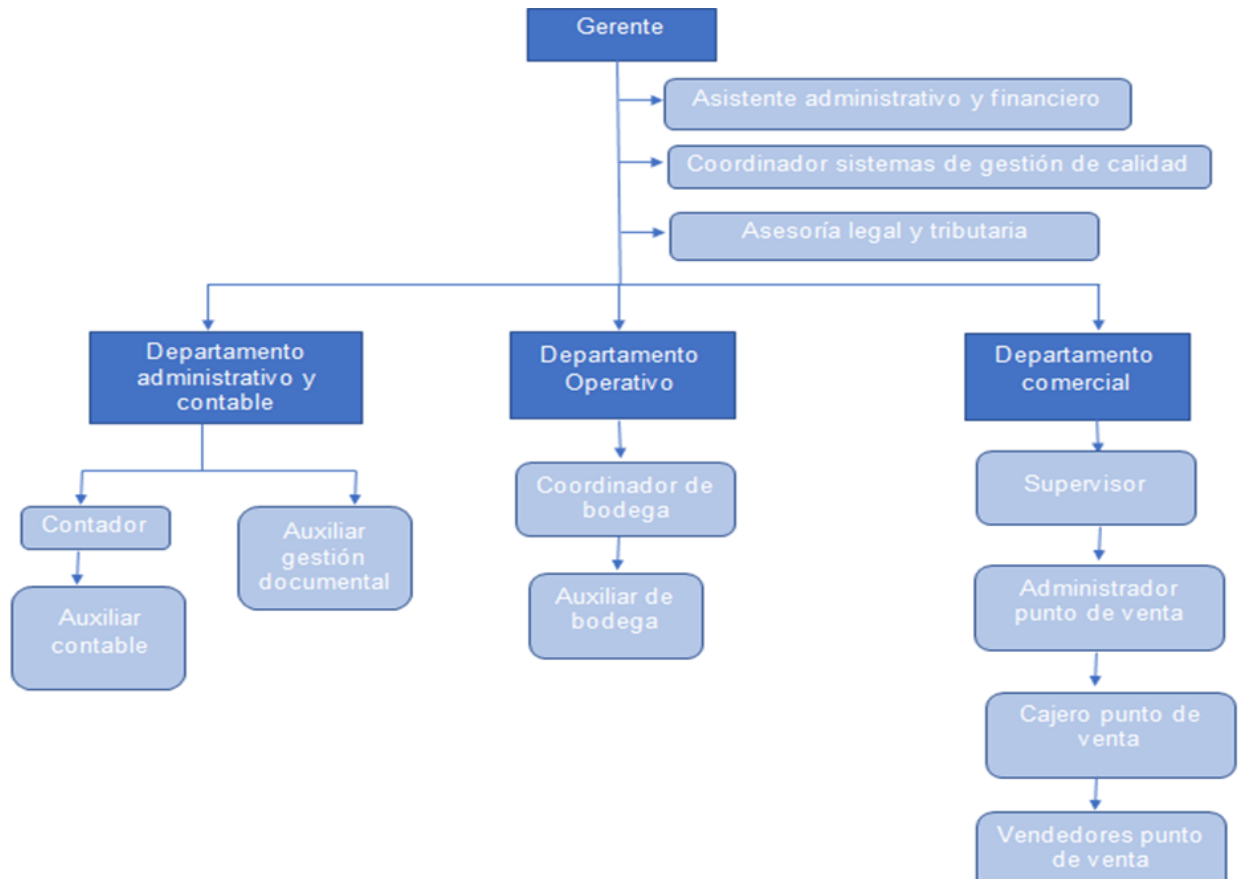 Gerente
Asistente administrativo y financiero
Coordinador sistemas de gestión de calidad
Asesoría legal y tributaria
Departamento
administrativo y
contable
Departamento
Operativo
Departamento
comercial
Contador
Auxiliar
contable
Auxiliar
gestión
documental
Coordinador de
bodega
Auxiliar de
bodega
Supervisor
Administrador
punto de venta
Cajero punto de
venta
Vendedores punto
de venta